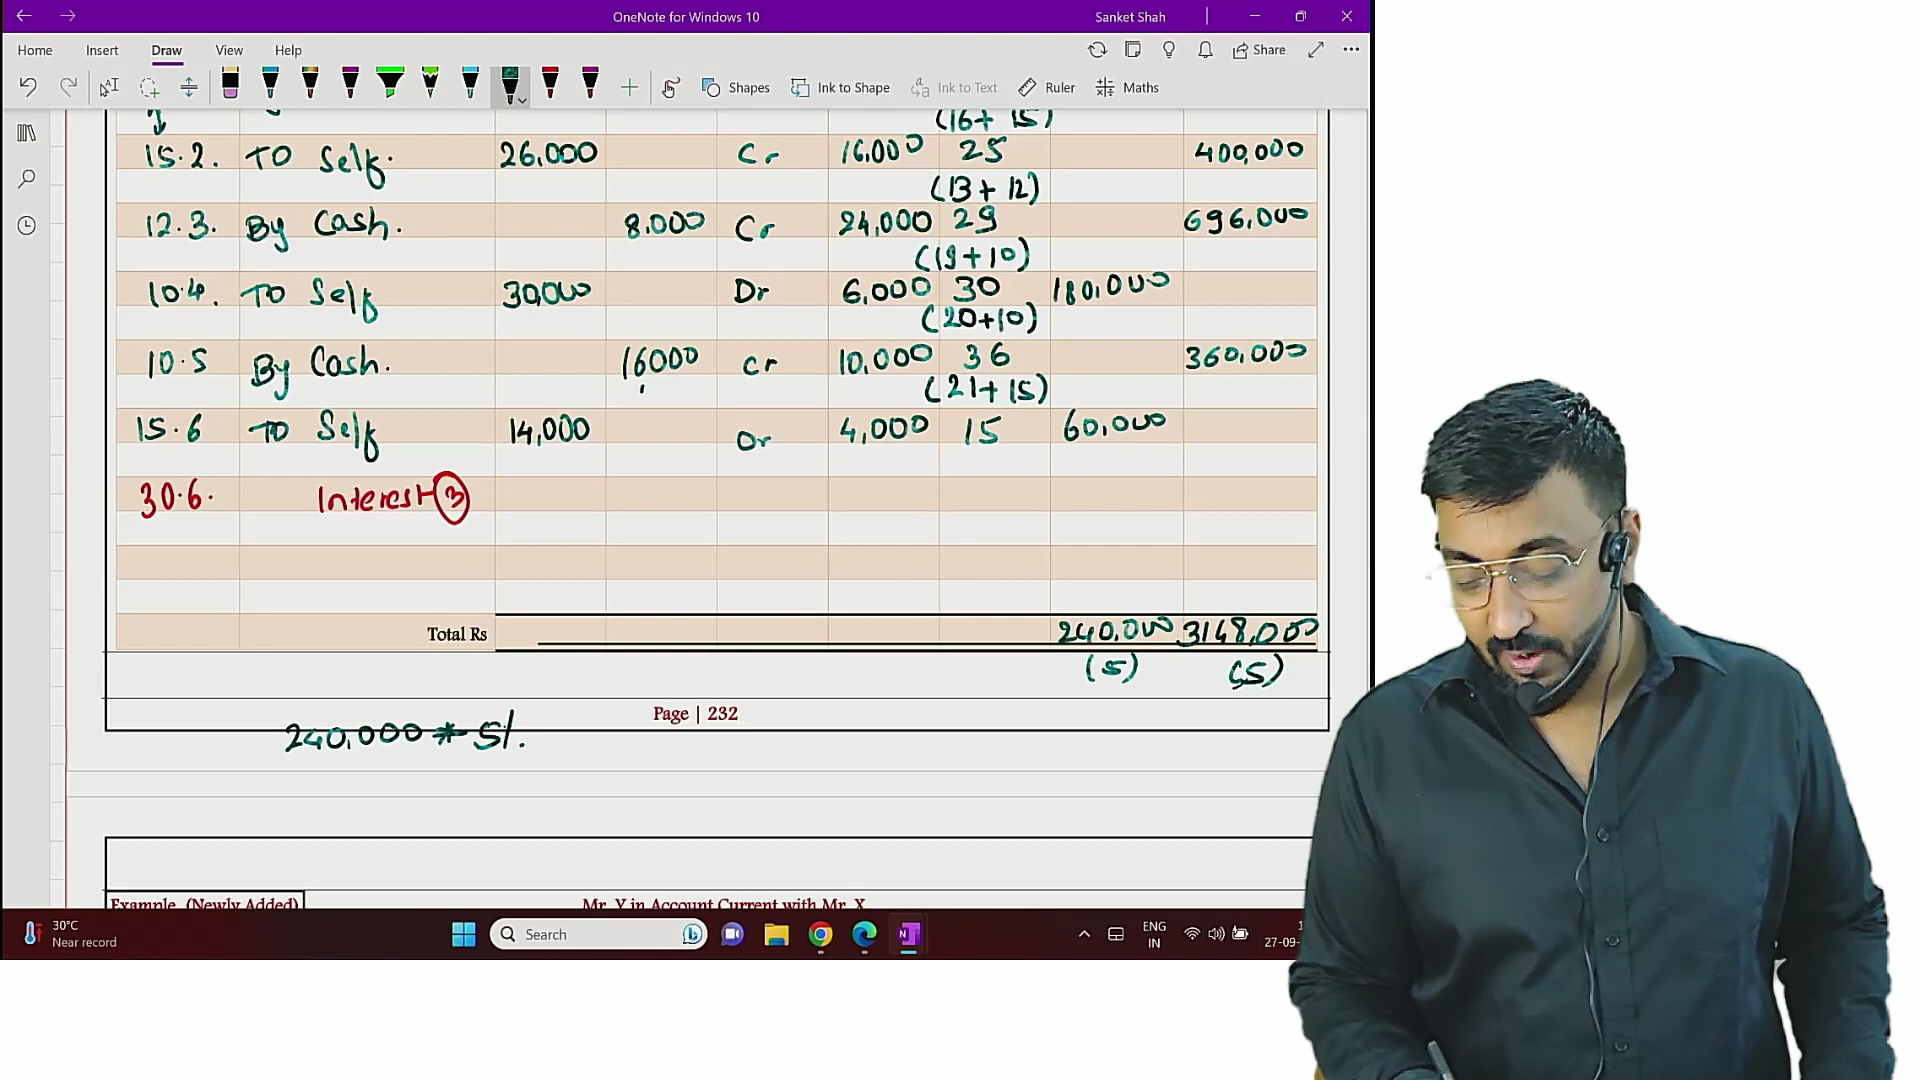 OneNote for Windows 10
Sanket Shah
Home Insert Draw View Help
Share
Shapes Ink to Shape Ink to Text Ruler Maths
(16+ 15)
15.2. TO Self. 26,000 Cr 16,000 25 400,000
(13 + 12)
12.3. By Cash. 8,000 Cr 24,000 29 696,000
(19+10)
10.4. TO Self 30,000 Dr 6,000 30 180,000
(20+10)
10.5 By Cash. 16000 Cr 10,000 36 360,000
(21+15)
15.6 TO Self 14,000 Dr 4,000 15 60,000
30.6. Interest 3
Total Rs 240,000 3148,000
(5) (5)
Page | 232
240,000 * 5%.
Example (Newly Added) Mr. Y in Account Current with Mr. X
30°C
Near record
Search
ENG
IN
27-09-